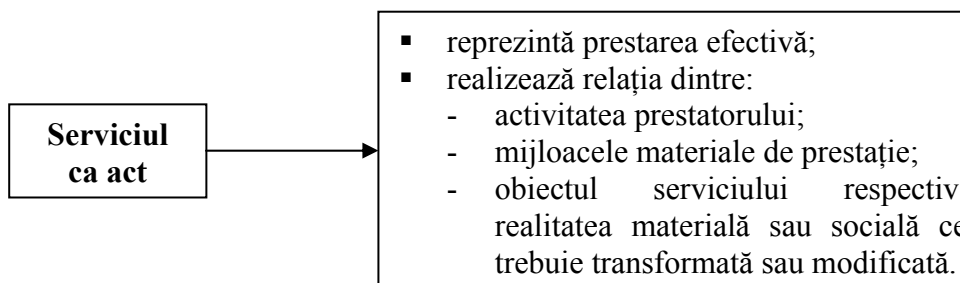 Serviciul
ca act
▪ reprezintă prestarea efectivă;
▪ realizează relația dintre:
- activitatea prestatorului;
- mijloacele materiale de prestație;
- obiectul serviciului respectiv
realitatea materială sau socială ce
trebuie transformată sau modificată.